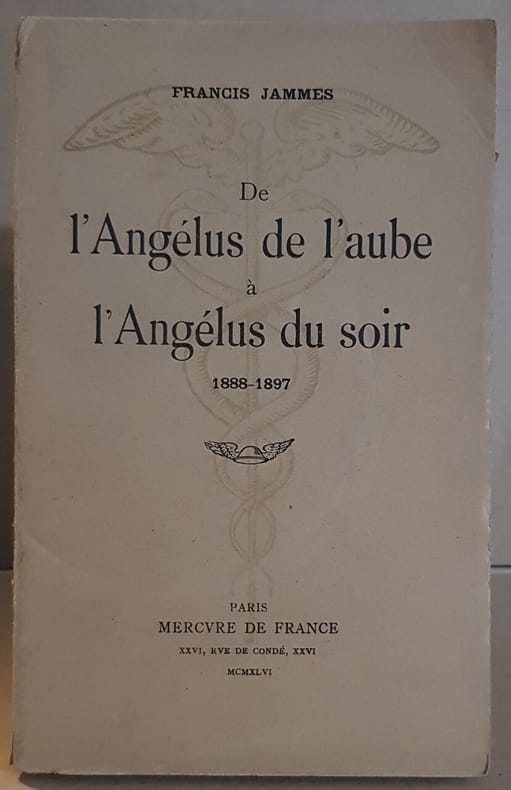 FRANCIS JAMMES
De
l'Angélus de l'aube
à
l'Angélus du soir
1888-1897
PARIS
MERCVRE DE FRANCE
XXVI, RVE DE CONDÉ, XXVI
MCMXLVI